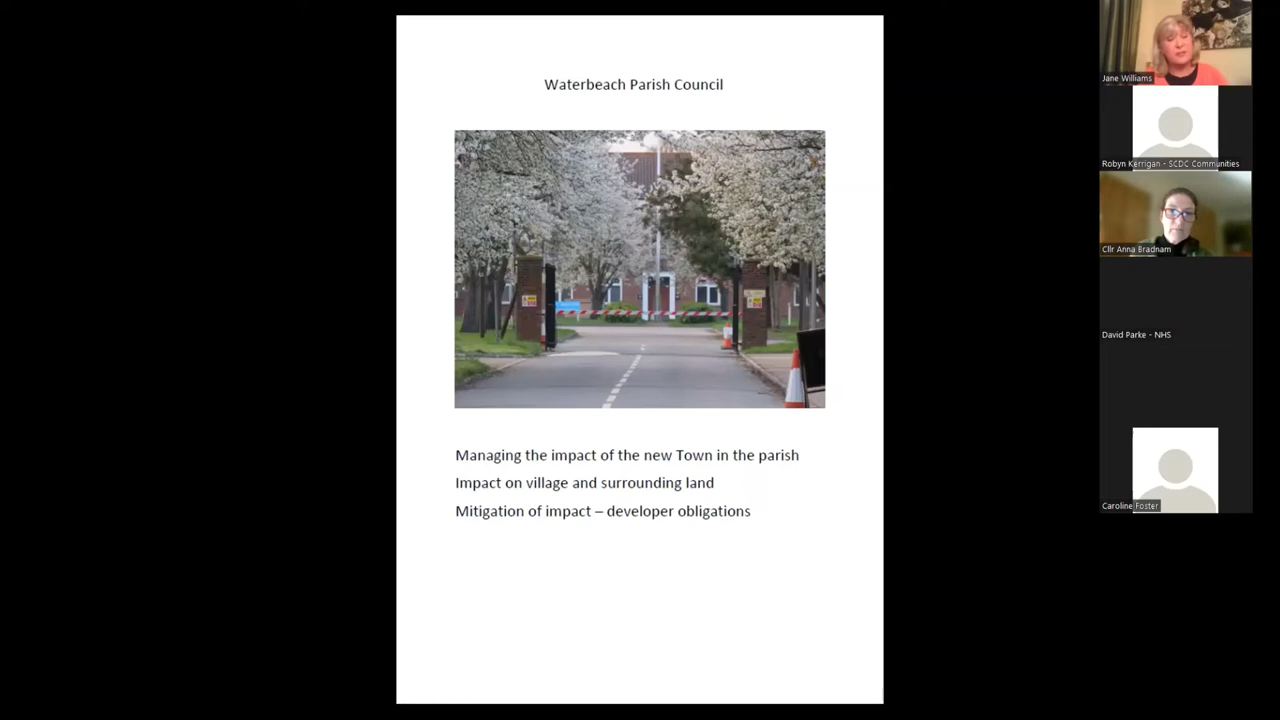 Waterbeach Parish Council
Managing the impact of the new Town in the parish
Impact on village and surrounding land
Mitigation of impact – developer obligations
Jane Williams
Robyn Kerrigan - SCDC Communities
Cllr Anna Bradnam
David Parke - NHS
Caroline Foster